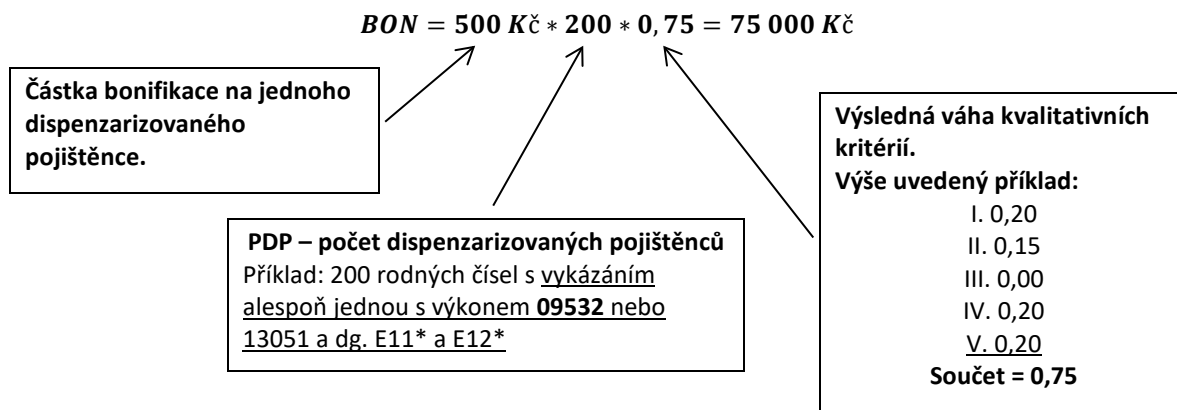 BON = 500 Kč * 200 * 0,75 = 75 000 Kč
Částka bonifikace na jednoho
dispenzarizovaného
pojištěnce.
PDP – počet dispenzarizovaných pojištěnců
Příklad: 200 rodných čísel s vykázáním
alespoň jednou s výkonem 09532 nebo
13051 a dg. E11* a E12*
Výsledná váha kvalitativních
kritérií.
Výše uvedený příklad:
I. 0,20
II. 0,15
III. 0,00
IV. 0,20
V. 0,20
Součet = 0,75